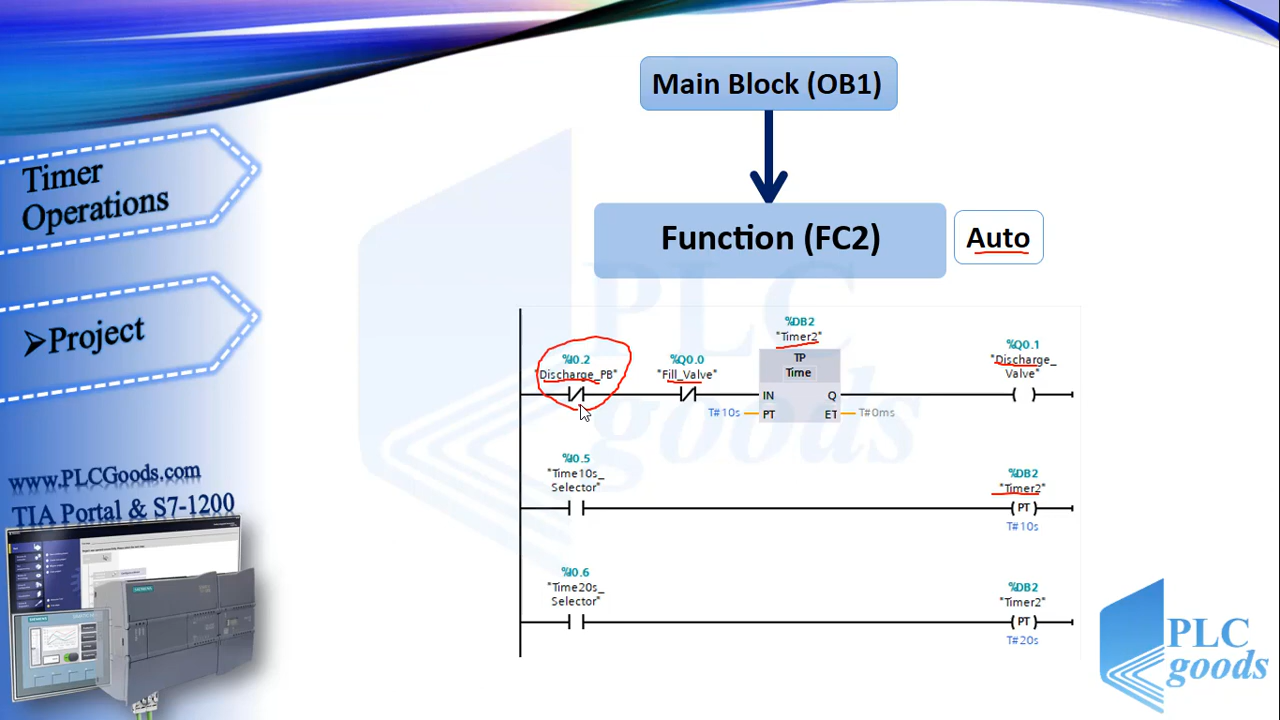 Main Block (OB1)
Timer
Operations
Function (FC2)
Auto
➢Project
%DB2
"Timer2"
TP
Time
%I0.2
"Discharge_PB"
%Q0.0
"Fill_Valve"
%Q0.1
"Discharge_
Valve"
IN
Q
T#10s
PT
ET
T#0ms
%I0.5
"Time10s_
Selector"
%DB2
"Timer2"
PT
T#10s
%I0.6
"Time20s_
Selector"
%DB2
"Timer2"
PT
T#20s
www.PLCGoods.com
TIA Portal & S7-1200
PLC
goods
PLC
goods